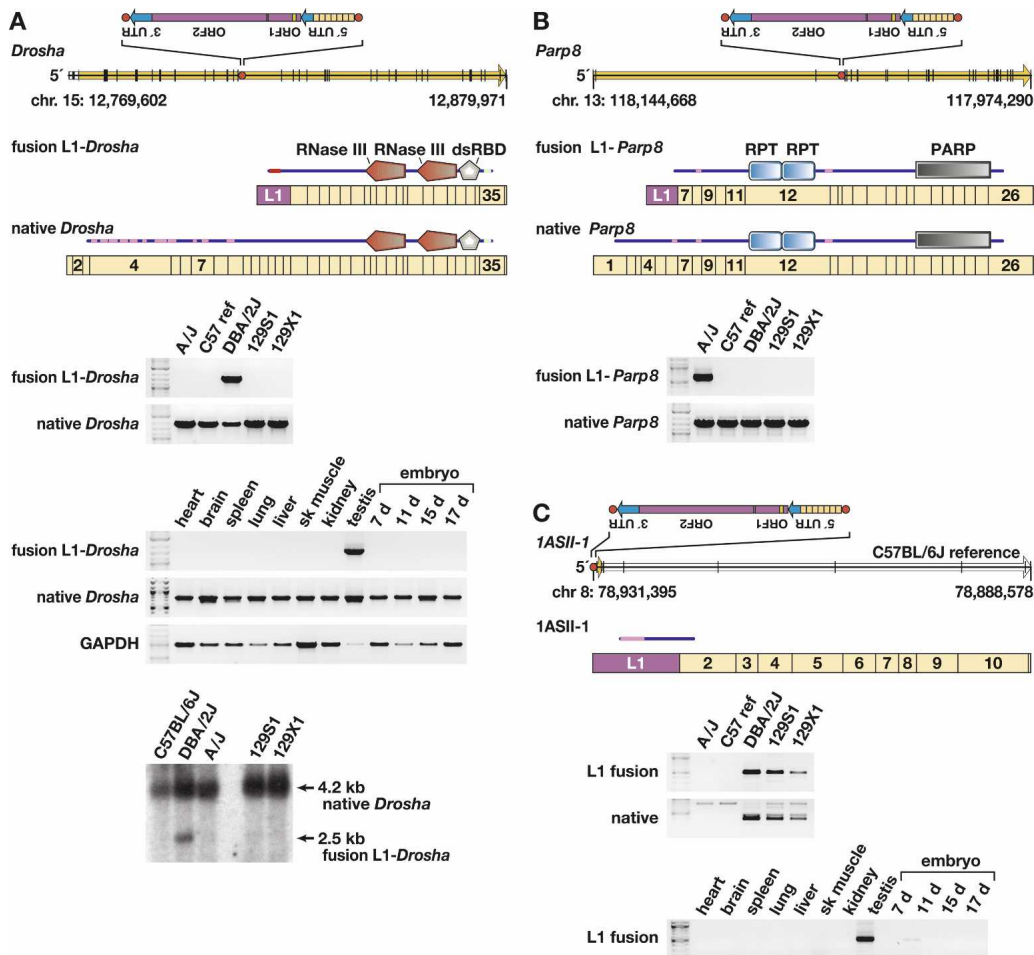 A
3´ UTR ORF2 ORF1 5´ UTR
Drosha
5´
chr. 15: 12,769,602 12,879,971
fusion L1-Drosha RNase III RNase III dsRBD
L1 35
native Drosha
2 4 7 35
A/J C57 ref DBA/2J 129S1 129X1
fusion L1-Drosha
native Drosha
embryo
heart brain spleen lung liver sk muscle kidney testis 7 d 11 d 15 d 17 d
fusion L1-Drosha
native Drosha
GAPDH
C57BL/6J DBA/2J A/J 129S1 129X1
4.2 kb
native Drosha
2.5 kb
fusion L1-Drosha
B
3´ UTR ORF2 ORF1 5´ UTR
Parp8
5´
chr. 13: 118,144,668 117,974,290
fusion L1-Parp8 RPT RPT PARP
L1 7 9 11 12 26
native Parp8
1 4 7 9 11 12 26
A/J C57 ref DBA/2J 129S1 129X1
fusion L1-Parp8
native Parp8
C
3´ UTR ORF2 ORF1 5´ UTR
1ASII-1
C57BL/6J reference
5´
chr 8: 78,931,395 78,888,578
1ASII-1
L1 2 3 4 5 6 7 8 9 10
A/J C57 ref DBA/2J 129S1 129X1
L1 fusion
native
embryo
heart brain spleen lung liver sk muscle kidney testis 7 d 11 d 15 d 17 d
L1 fusion